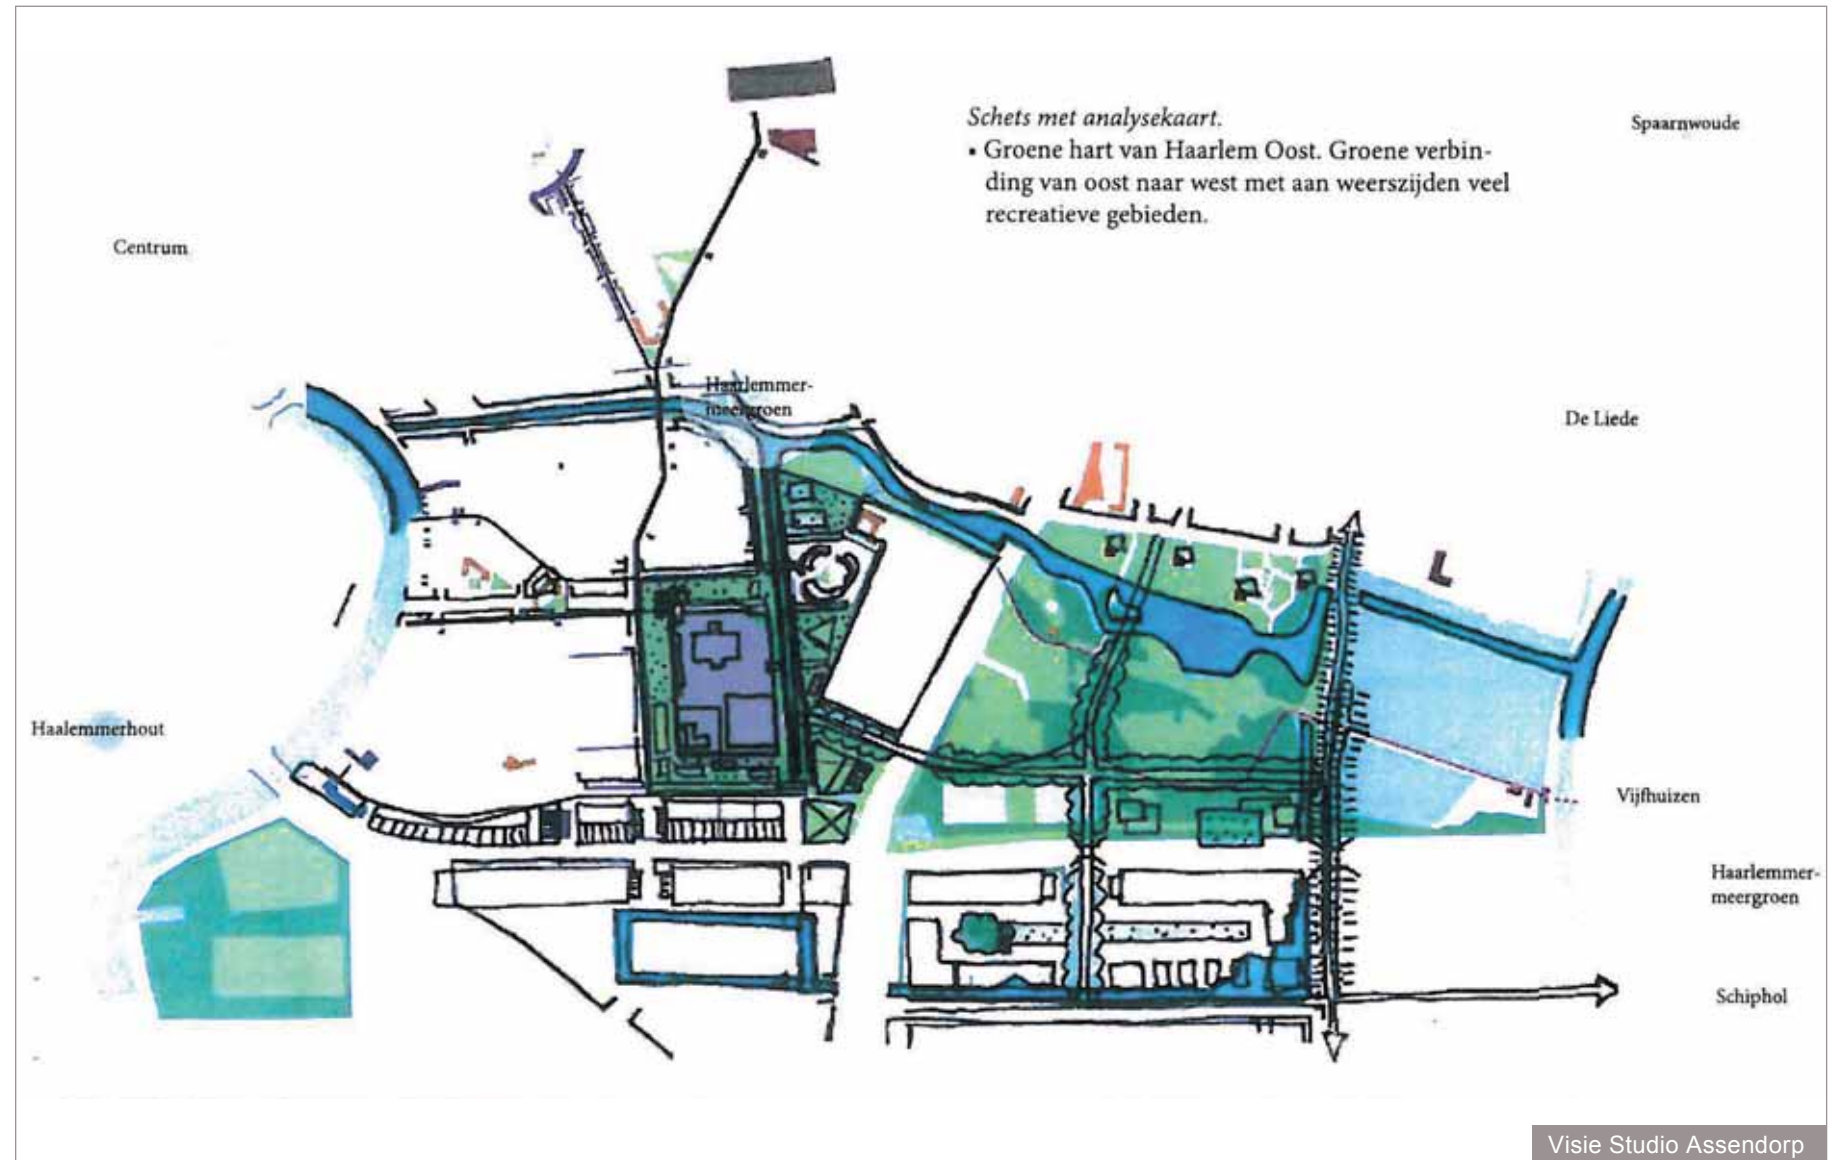 Schets met analysekaart.
• Groene hart van Haarlem Oost. Groene verbin-
ding van oost naar west met aan weerszijden veel
recreatieve gebieden.
Spaarnwoude
Centrum
Haarlemmer-
meergroen
De Liede
Haalemmerhout
Vijfhuizen
Haarlemmer-
meergroen
Schiphol
Visie Studio Assendorp